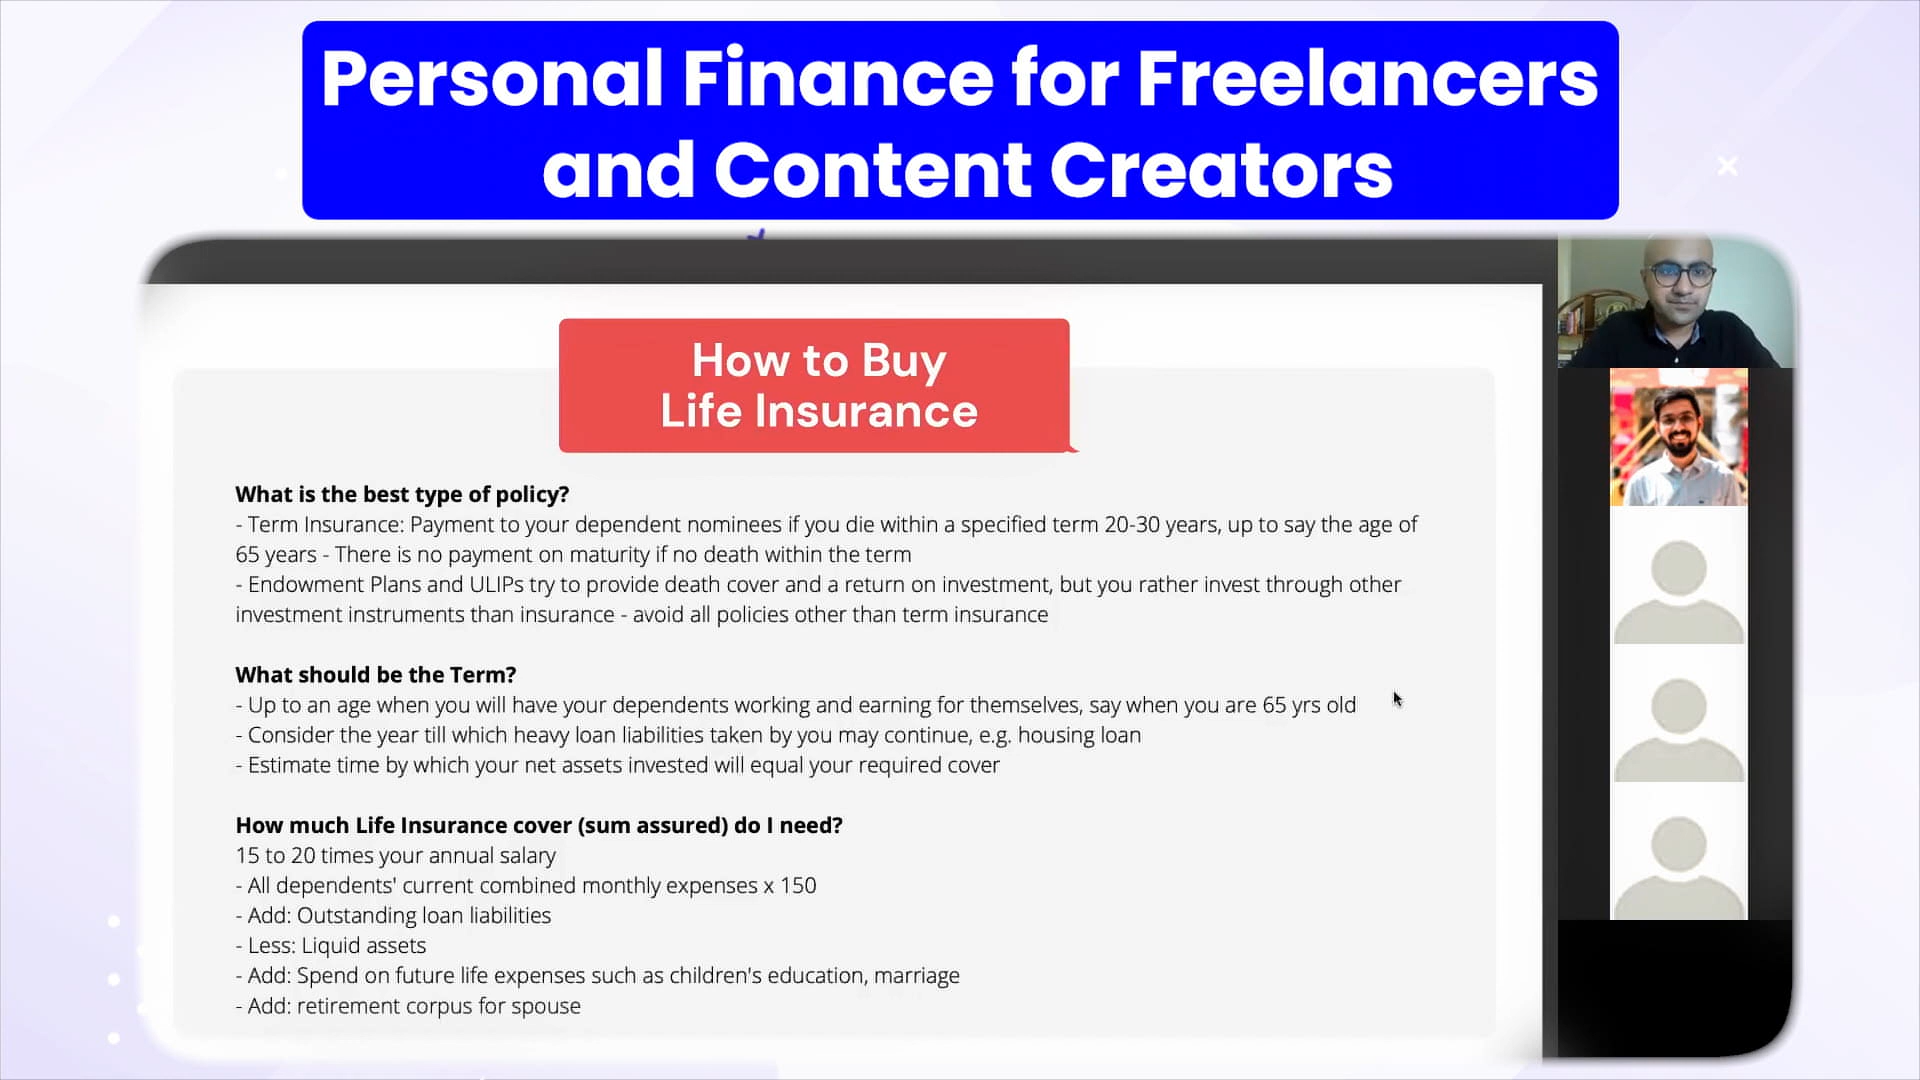 Personal Finance for Freelancers
and Content Creators
How to Buy
Life Insurance
What is the best type of policy?
- Term Insurance: Payment to your dependent nominees if you die within a specified term 20-30 years, up to say the age of
65 years - There is no payment on maturity if no death within the term
- Endowment Plans and ULIPs try to provide death cover and a return on investment, but you rather invest through other
investment instruments than insurance - avoid all policies other than term insurance
What should be the Term?
- Up to an age when you will have your dependents working and earning for themselves, say when you are 65 yrs old
- Consider the year till which heavy loan liabilities taken by you may continue, e.g. housing loan
- Estimate time by which your net assets invested will equal your required cover
How much Life Insurance cover (sum assured) do I need?
15 to 20 times your annual salary
- All dependents' current combined monthly expenses x 150
- Add: Outstanding loan liabilities
- Less: Liquid assets
- Add: Spend on future life expenses such as children's education, marriage
- Add: retirement corpus for spouse